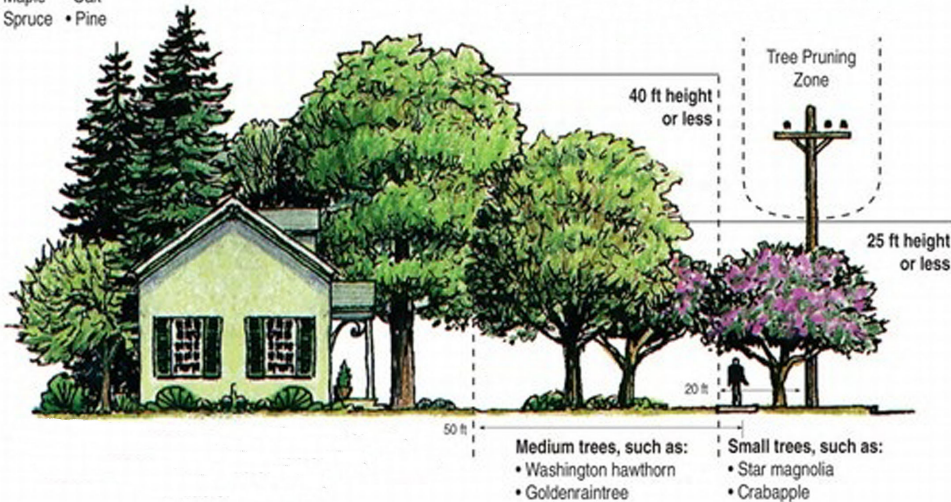 Spruce • Pine
Tree Pruning
Zone
40 ft height
or less
25 ft height
or less
20 ft
50 ft
Medium trees, such as:
• Washington hawthorn
• Goldenraintree
Small trees, such as:
• Star magnolia
• Crabapple